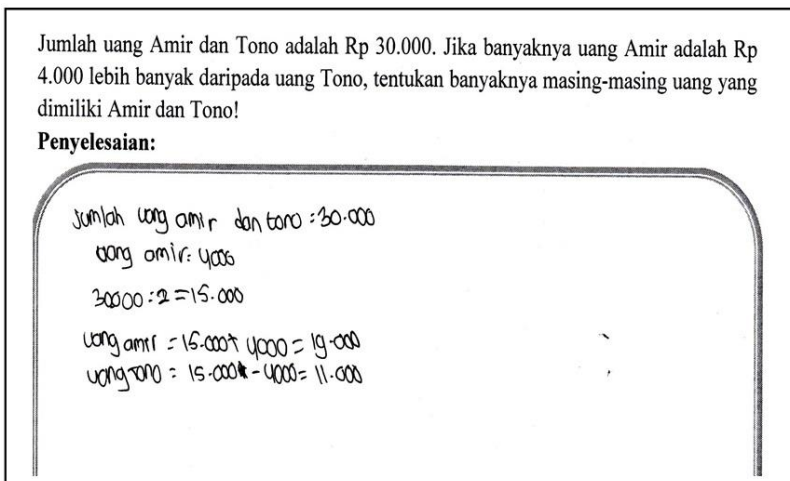 Jumlah uang Amir dan Tono adalah Rp 30.000. Jika banyaknya uang Amir adalah Rp
4.000 lebih banyak daripada uang Tono, tentukan banyaknya masing-masing uang yang
dimiliki Amir dan Tono!
Penyelesaian:
Jumlah uang amir dan tono : 30.000
uang amir : 4000
30000 : 2 = 15.000
uang amir = 15.000 + 4000 = 19.000
uang tono = 15.000 - 4000 = 11.000